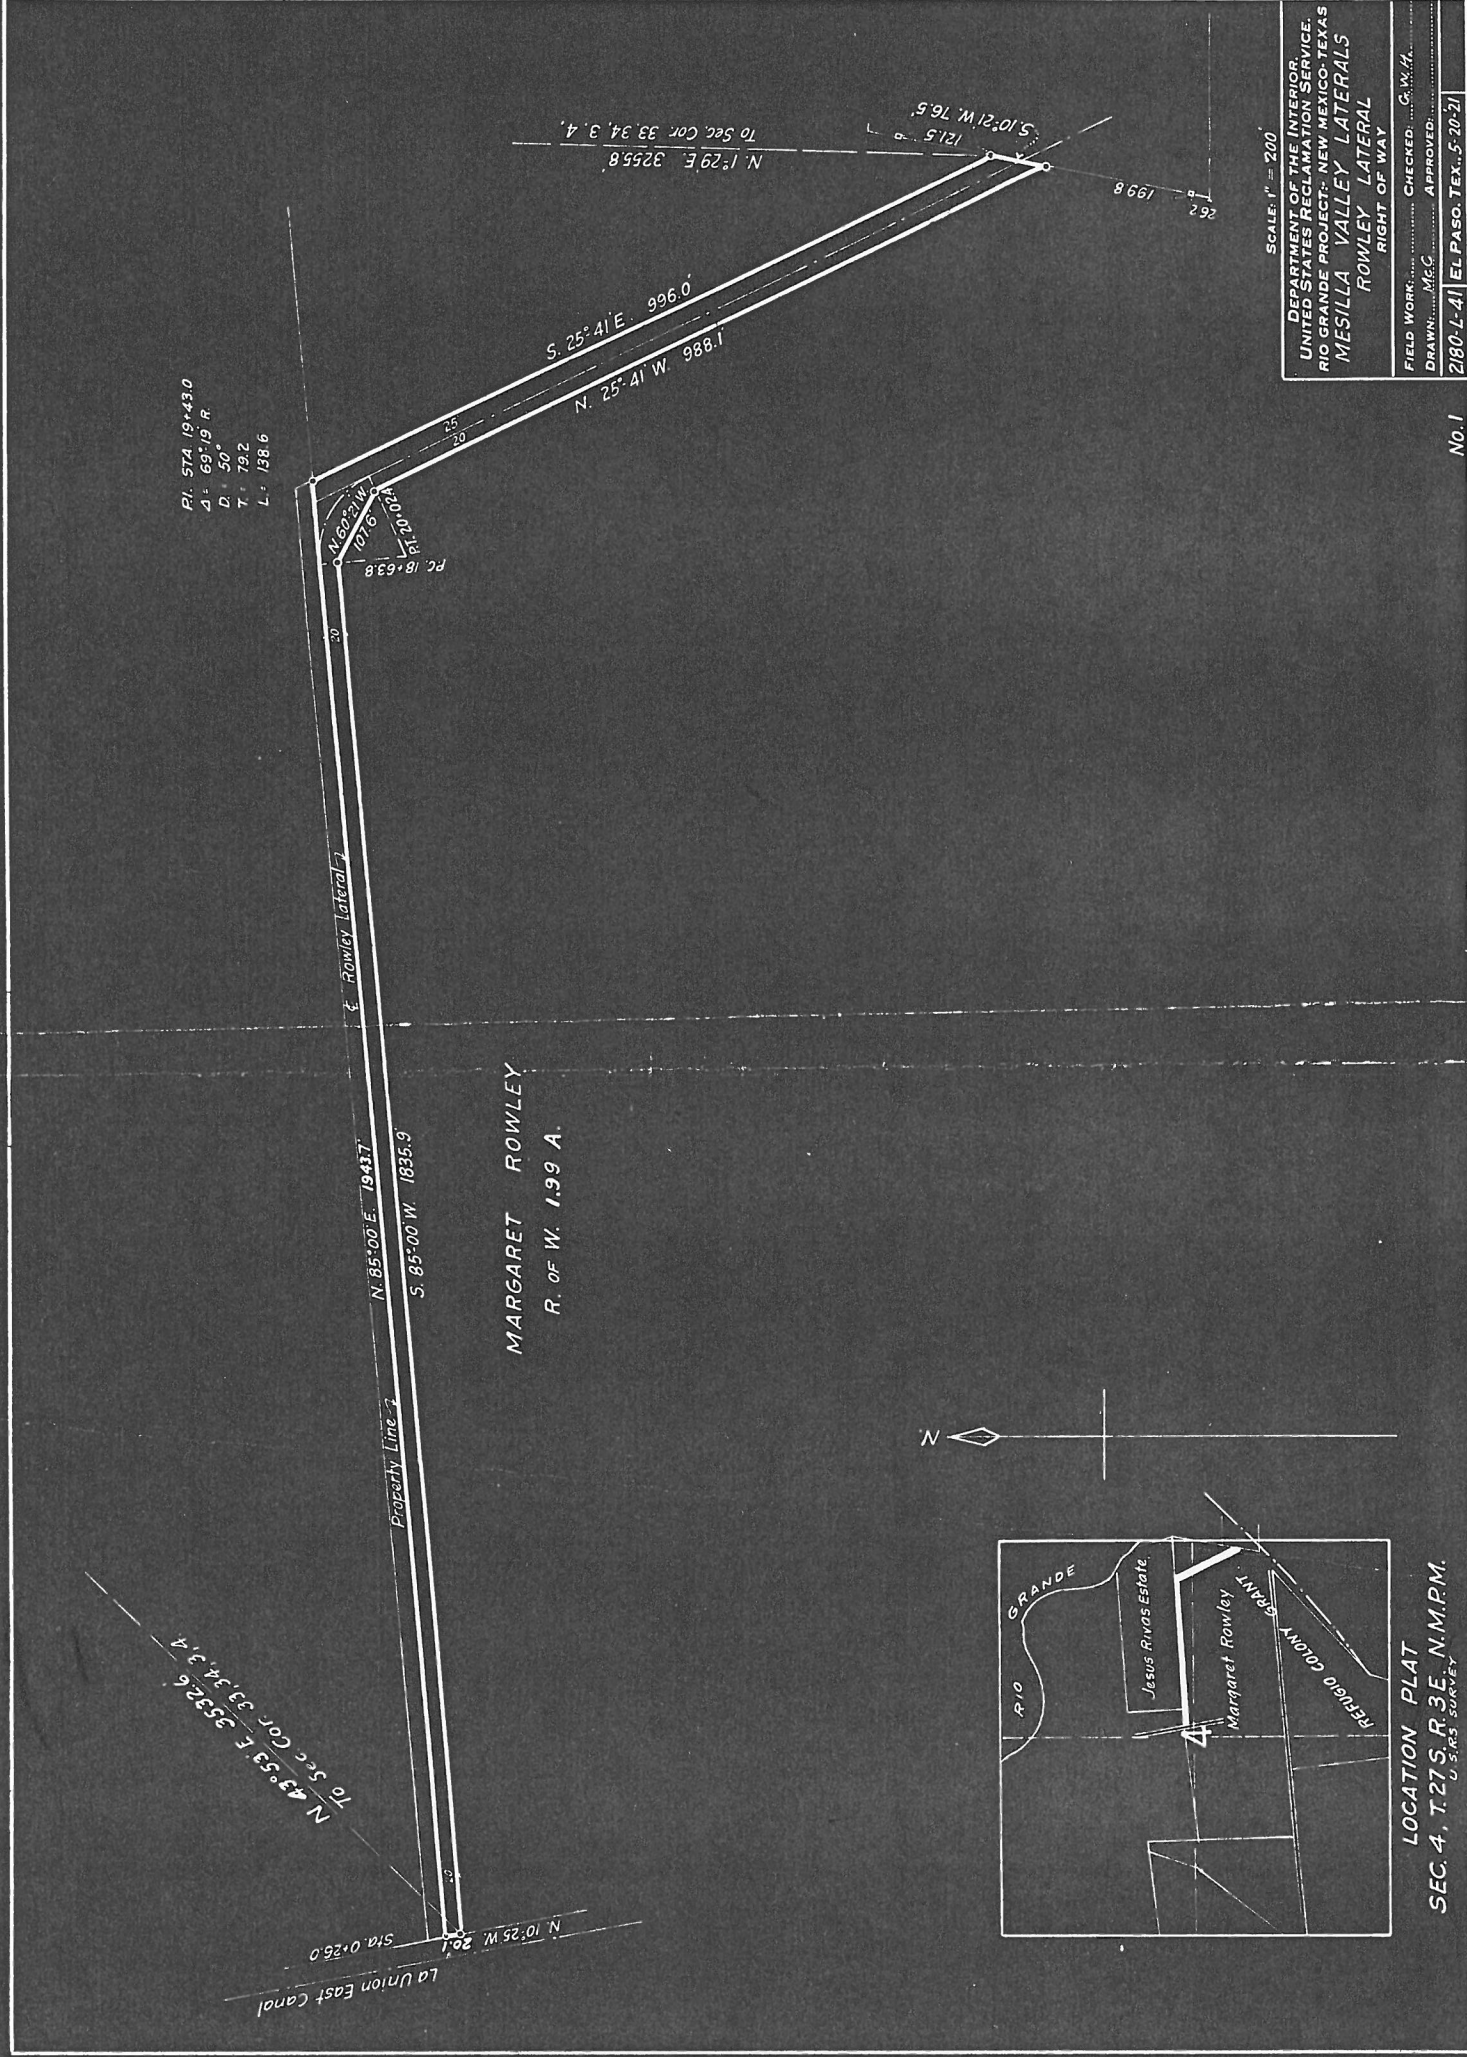 P.I. STA. 19+43.0
Δ = 69°-19' R.
D. = 50°
T. = 79.2
L. = 138.6
N 43°53' E 3532.6'
To Sec. Cor. 33,34,3,4
Property Line
N. 85°00' E. 1943.7'
S. 85°-00' W. 1835.9'
℄ Rowley Lateral
20
20
20.1
Sta. 0+26.0
N. 10°25' W.
La Union East Canal
N. 60°21' W.
107.6'
P.C. 18+63.8
P.T. 20+02.4
25'
20
S. 25°-41' E. 996.0'
N. 25°-41' W. 988.1'
N. 1°29' E. 3255.8'
To Sec. Cor. 33,34,3,4,
121.5
S. 10°21' W. 76.5'
199.8
262
MARGARET ROWLEY
R. OF W. 1.99 A.
N
RIO GRANDE
Jesus Rivas Estate
Margaret Rowley
4
REFUGIO COLONY GRANT
LOCATION PLAT
SEC. 4, T. 27 S. R. 3 E. N.M.P.M.
U.S.R.S. SURVEY
SCALE: 1" = 200'
DEPARTMENT OF THE INTERIOR.
UNITED STATES RECLAMATION SERVICE.
RIO GRANDE PROJECT:- NEW MEXICO-TEXAS
MESILLA VALLEY LATERALS
ROWLEY LATERAL
RIGHT OF WAY
FIELD WORK: CHECKED: G.W.H.
DRAWN: McC APPROVED:
2180-L-41 EL PASO. TEX.. 5-20-21
No. 1